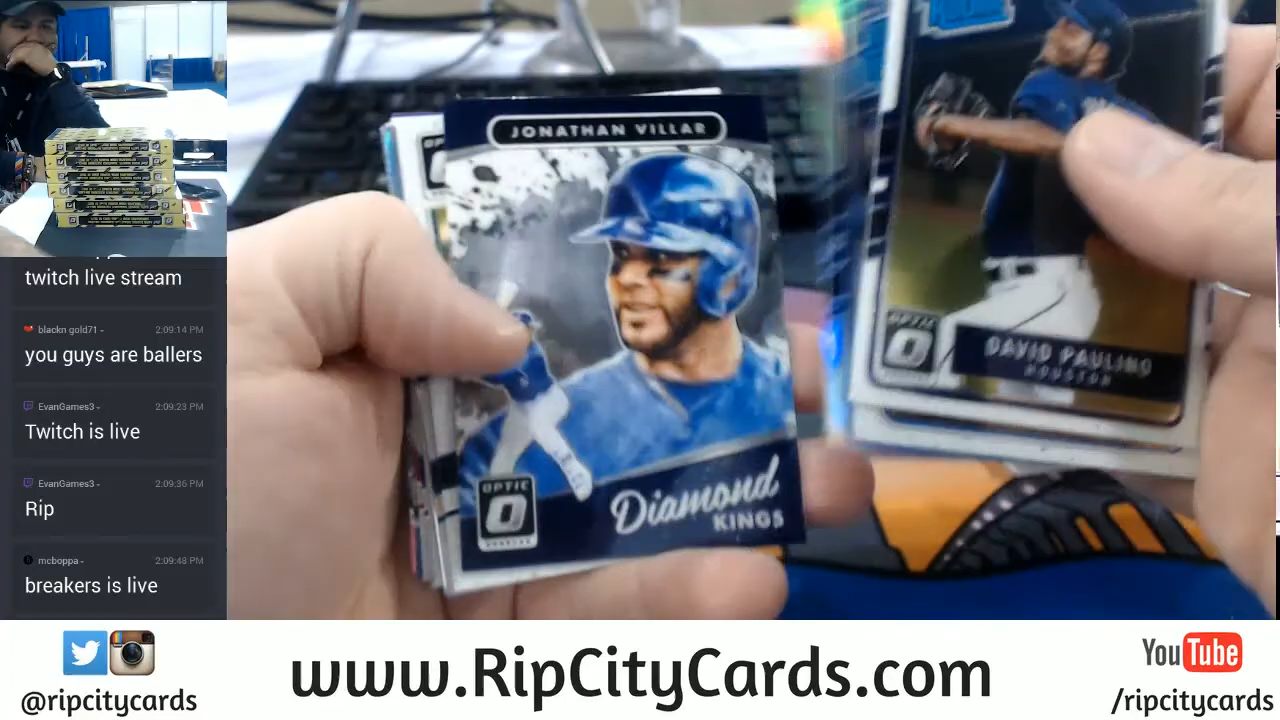 twitch live stream
blackn gold71
2:09:14 PM
you guys are ballers
EvanGames3
2:09:23 PM
Twitch is live
EvanGames3
2:09:36 PM
Rip
mcboppa
2:09:48 PM
breakers is live
JONATHAN VILLAR
OPTIC
Diamond
KINGS
OPTIC
DAVID PAULINO
HOUSTON
@ripcitycards
www.RipCityCards.com
YouTube
/ripcitycards